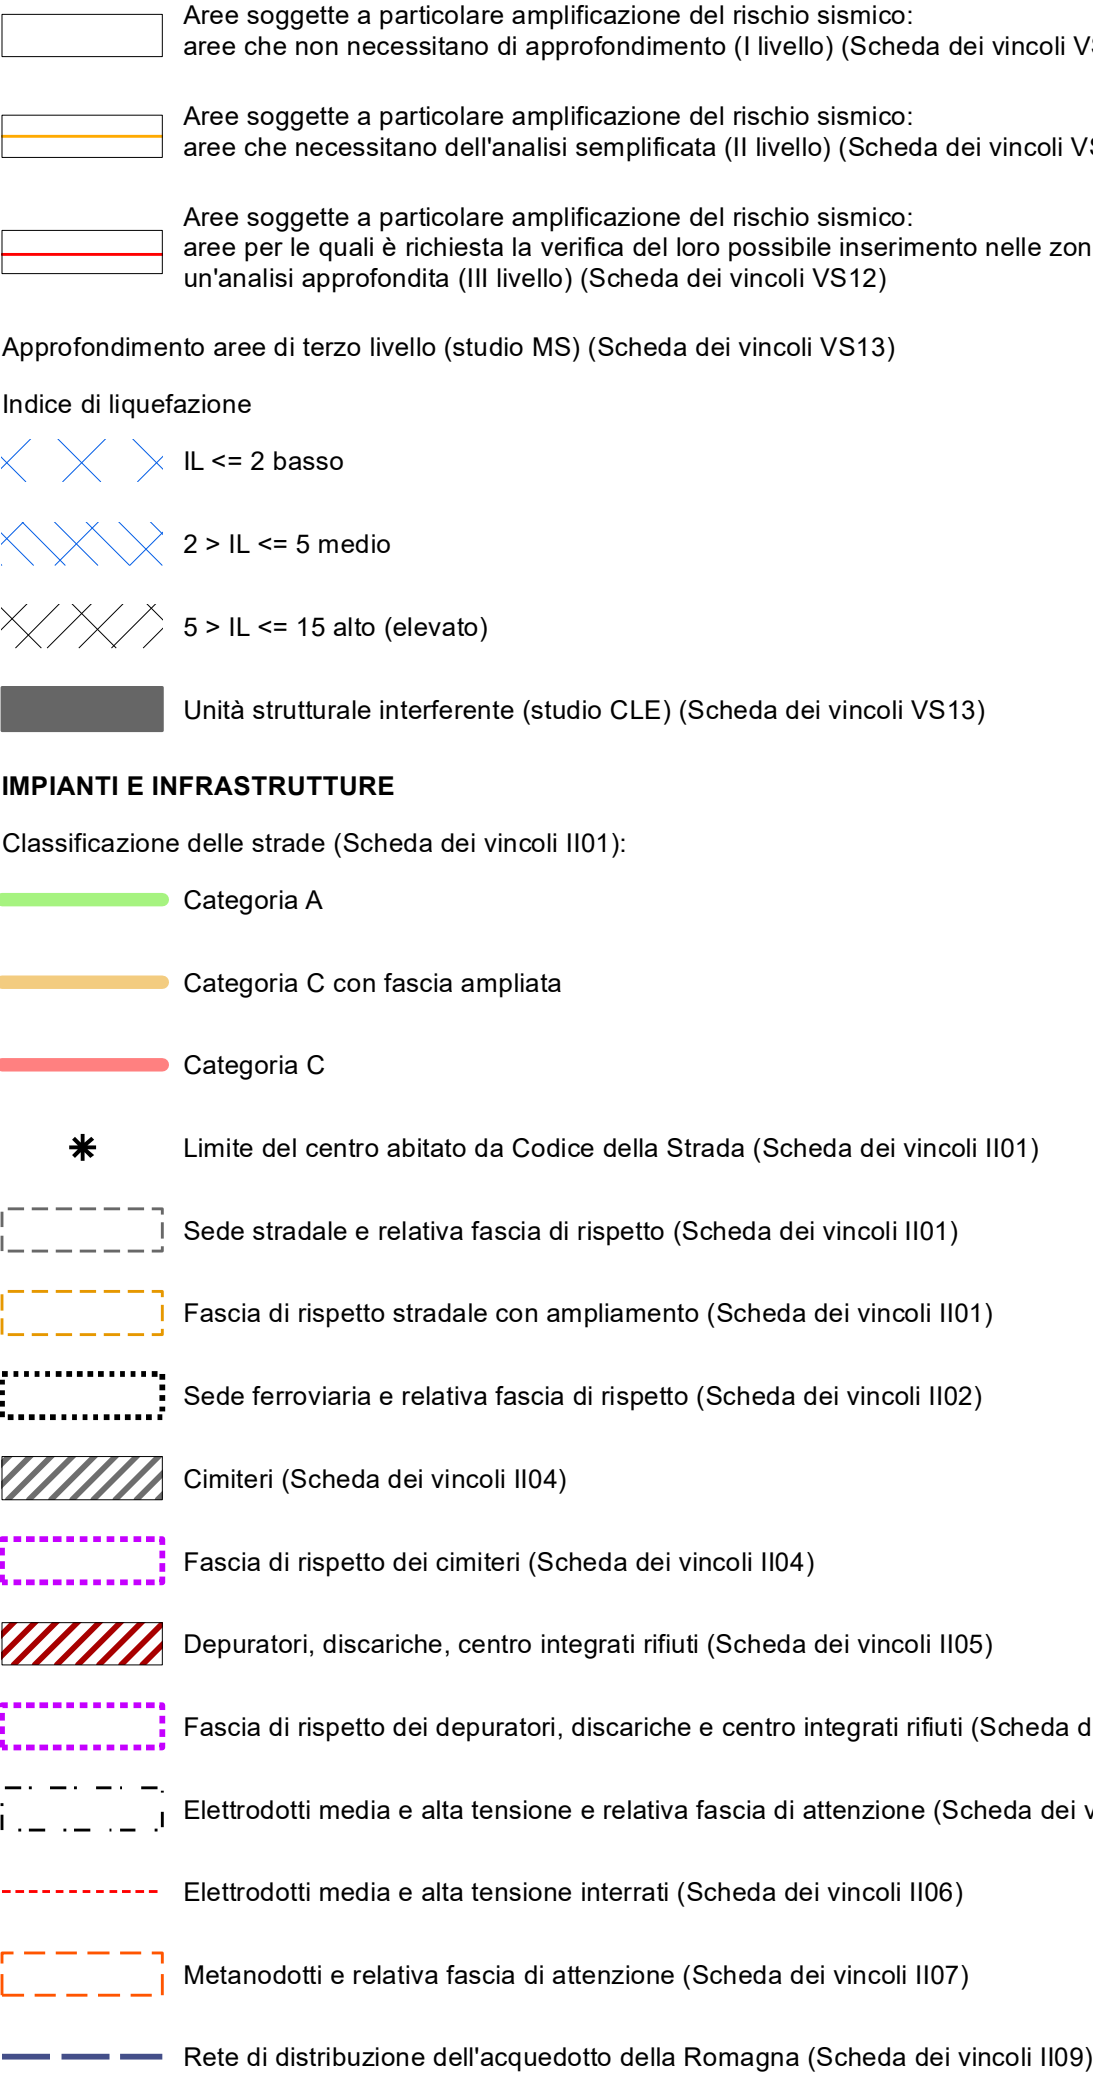 Aree soggette a particolare amplificazione del rischio sismico:
aree che non necessitano di approfondimento (I livello) (Scheda dei vincoli
Aree soggette a particolare amplificazione del rischio sismico:
aree che necessitano dell'analisi semplificata (II livello) (Scheda dei vincoli
Aree soggette a particolare amplificazione del rischio sismico:
aree per le quali è richiesta la verifica del loro possibile inserimento nelle
un'analisi approfondita (III livello) (Scheda dei vincoli VS12)
Approfondimento aree di terzo livello (studio MS) (Scheda dei vincoli VS13)
Indice di liquefazione
IL <= 2 basso
2 > IL <= 5 medio
5 > IL <= 15 alto (elevato)
Unità strutturale interferente (studio CLE) (Scheda dei vincoli VS13)
IMPIANTI E INFRASTRUTTURE
Classificazione delle strade (Scheda dei vincoli II01):
Categoria A
Categoria C con fascia ampliata
Categoria C
Limite del centro abitato da Codice della Strada (Scheda dei vincoli II01)
Sede stradale e relativa fascia di rispetto (Scheda dei vincoli II01)
Fascia di rispetto stradale con ampliamento (Scheda dei vincoli II01)
Sede ferroviaria e relativa fascia di rispetto (Scheda dei vincoli II02)
Cimiteri (Scheda dei vincoli II04)
Fascia di rispetto dei cimiteri (Scheda dei vincoli II04)
Depuratori, discariche, centro integrati rifiuti (Scheda dei vincoli II05)
Fascia di rispetto dei depuratori, discariche e centro integrati rifiuti (Scheda
Elettrodotti media e alta tensione e relativa fascia di attenzione (Scheda dei
Elettrodotti media e alta tensione interrati (Scheda dei vincoli II06)
Metanodotti e relativa fascia di attenzione (Scheda dei vincoli II07)
Rete di distribuzione dell'acquedotto della Romagna (Scheda dei vincoli II09)